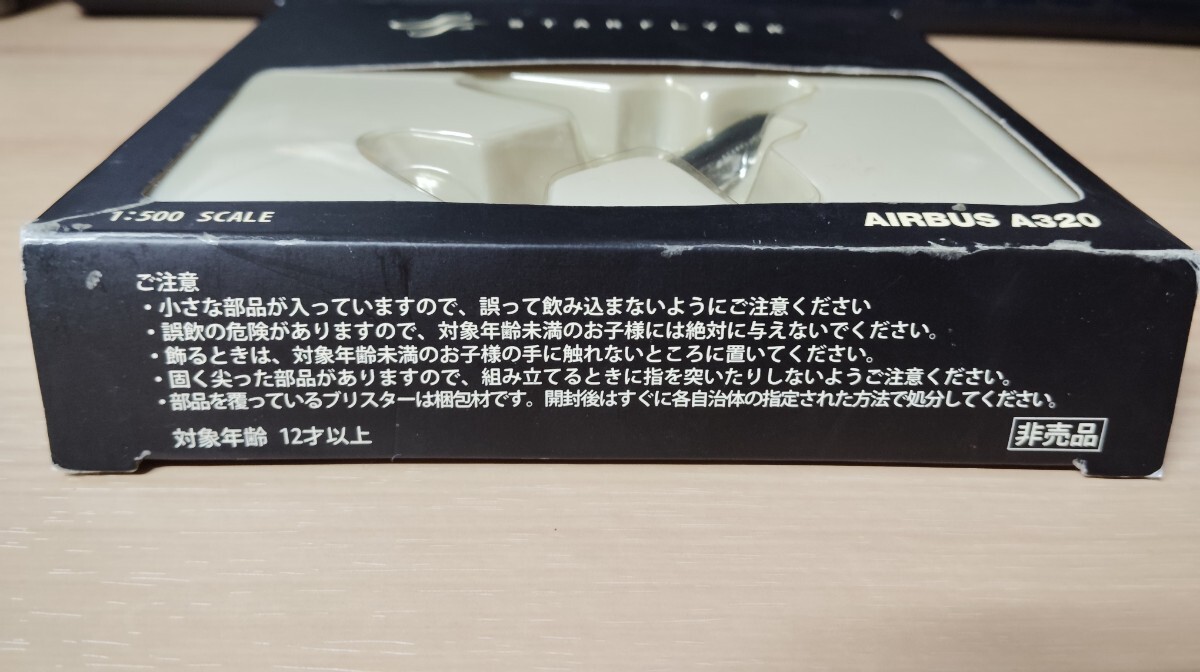 STARFLYER
1:500 SCALE
AIRBUS A320
ご注意
・小さな部品が入っていますので、誤って飲み込まないようにご注意ください
・誤飲の危険がありますので、対象年齢未満のお子様には絶対に与えないでください。
・飾るときは、対象年齢未満のお子様の手に触れないところに置いてください。
・固く尖った部品がありますので、組み立てるときに指を突いたりしないようご注意ください。
・部品を覆っているブリスターは梱包材です。開封後はすぐに各自治体の指定された方法で処分してください。
対象年齢 12才以上
非売品